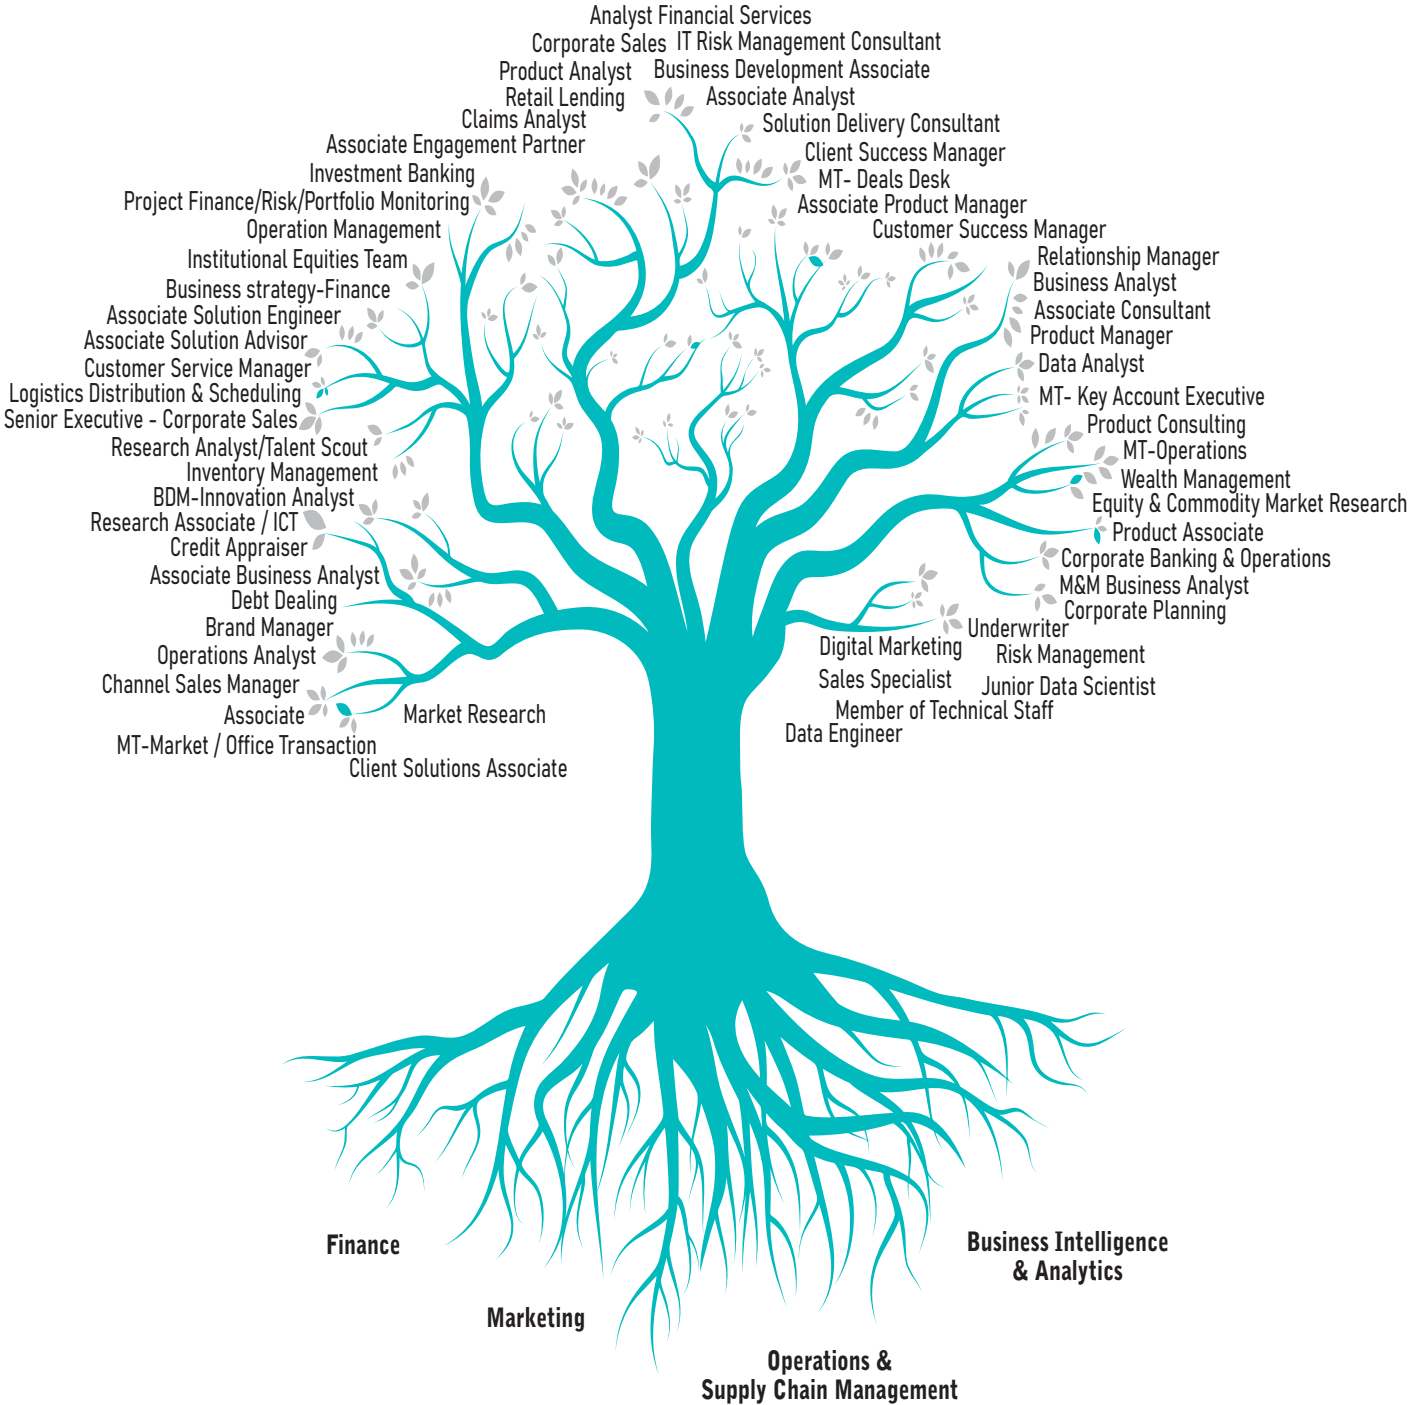 Analyst Financial Services
Corporate Sales
IT Risk Management Consultant
Product Analyst
Business Development Associate
Retail Lending
Associate Analyst
Claims Analyst
Solution Delivery Consultant
Associate Engagement Partner
Client Success Manager
Investment Banking
MT- Deals Desk
Project Finance/Risk/Portfolio Monitoring
Associate Product Manager
Operation Management
Customer Success Manager
Institutional Equities Team
Relationship Manager
Business strategy-Finance
Business Analyst
Associate Solution Engineer
Associate Consultant
Associate Solution Advisor
Product Manager
Customer Service Manager
Data Analyst
Logistics Distribution & Scheduling
MT- Key Account Executive
Senior Executive - Corporate Sales
Product Consulting
Research Analyst/Talent Scout
MT-Operations
Inventory Management
Wealth Management
BDM-Innovation Analyst
Equity & Commodity Market Research
Research Associate / ICT
Product Associate
Credit Appraiser
Corporate Banking & Operations
Associate Business Analyst
M&M Business Analyst
Debt Dealing
Corporate Planning
Brand Manager
Underwriter
Operations Analyst
Digital Marketing
Risk Management
Channel Sales Manager
Sales Specialist
Junior Data Scientist
Associate
Market Research
Member of Technical Staff
MT-Market / Office Transaction
Data Engineer
Client Solutions Associate
Finance
Business Intelligence
& Analytics
Marketing
Operations &
Supply Chain Management